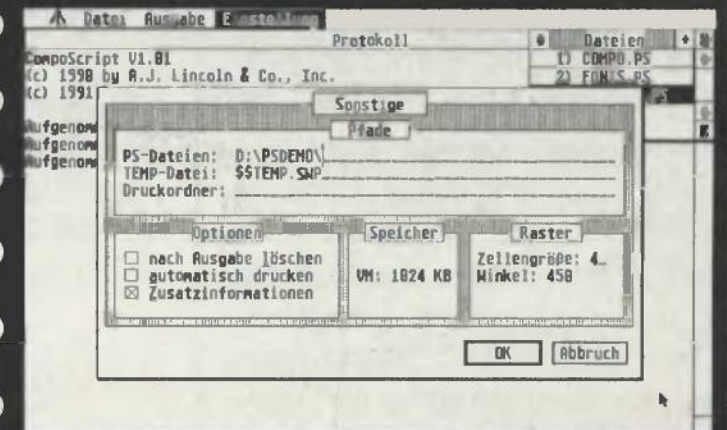 Datei Ausgabe Einstellung
Protokoll
Dateien
CompoScript V1.01
(c) 1990 by A.J. Lincoln & Co., Inc.
(c) 1991
1) COMPO.PS
2) FONTS.PS
PS
Aufgenom
Aufgenom
Aufgenom
Sonstige
Pfade
PS-Dateien: D:\PSDEMO\
TEMP-Datei: $$TEMP.SWP
Druckordner:
Optionen
nach Ausgabe löschen
automatisch drucken
Zusatzinformationen
Speicher
VM: 1024 KB
Raster
Zellengröße: 4
Winkel: 450
OK
Abbruch